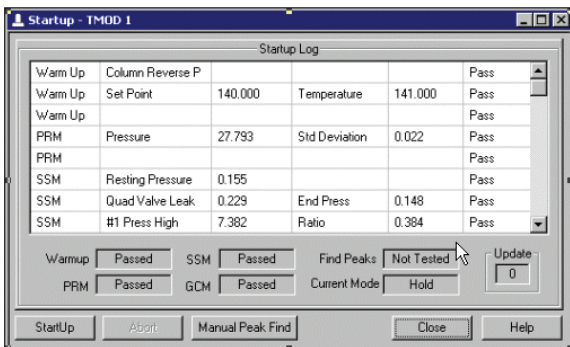 Startup - TMOD 1
Startup Log
Warm Up Column Reverse P Pass
Warm Up Set Point 140.000 Temperature 141.000 Pass
Warm Up Pass
PRM Pressure 27.793 Std Deviation 0.022 Pass
PRM Pass
SSM Resting Pressure 0.155 Pass
SSM Quad Valve Leak 0.229 End Press 0.148 Pass
SSM #1 Press High 7.382 Ratio 0.384 Pass
Warmup Passed SSM Passed Find Peaks Not Tested Update
PRM Passed GCM Passed Current Mode Hold 0
StartUp Abort Manual Peak Find Close Help